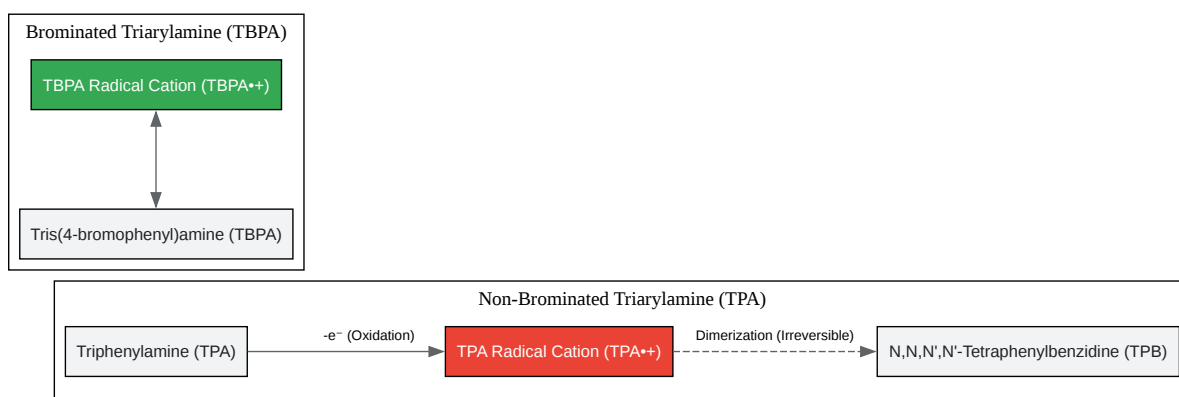 Brominated Triarylamine (TBPA)
TBPA Radical Cation (TBPA•+)
Tris(4-bromophenyl)amine (TBPA)
Non-Brominated Triarylamine (TPA)
Triphenylamine (TPA)
-e⁻ (Oxidation)
TPA Radical Cation (TPA•+)
Dimerization (Irreversible)
N,N,N',N'-Tetraphenylbenzidine (TPB)